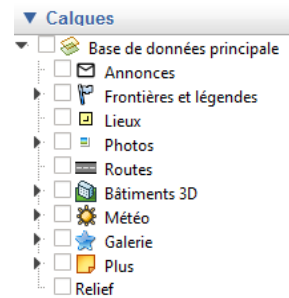 Calques
Base de données principale
Annonces
Frontières et légendes
Lieux
Photos
Routes
Bâtiments 3D
Météo
Galerie
Plus
Relief